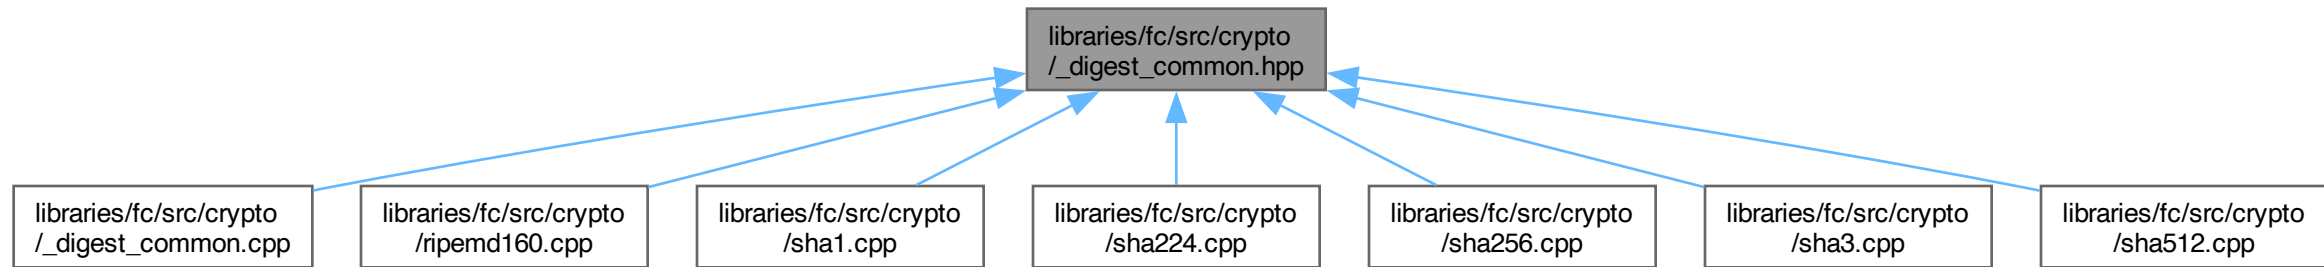 libraries/fc/src/crypto
/_digest_common.hpp
libraries/fc/src/crypto
/_digest_common.cpp
libraries/fc/src/crypto
/ripemd160.cpp
libraries/fc/src/crypto
/sha1.cpp
libraries/fc/src/crypto
/sha224.cpp
libraries/fc/src/crypto
/sha256.cpp
libraries/fc/src/crypto
/sha3.cpp
libraries/fc/src/crypto
/sha512.cpp